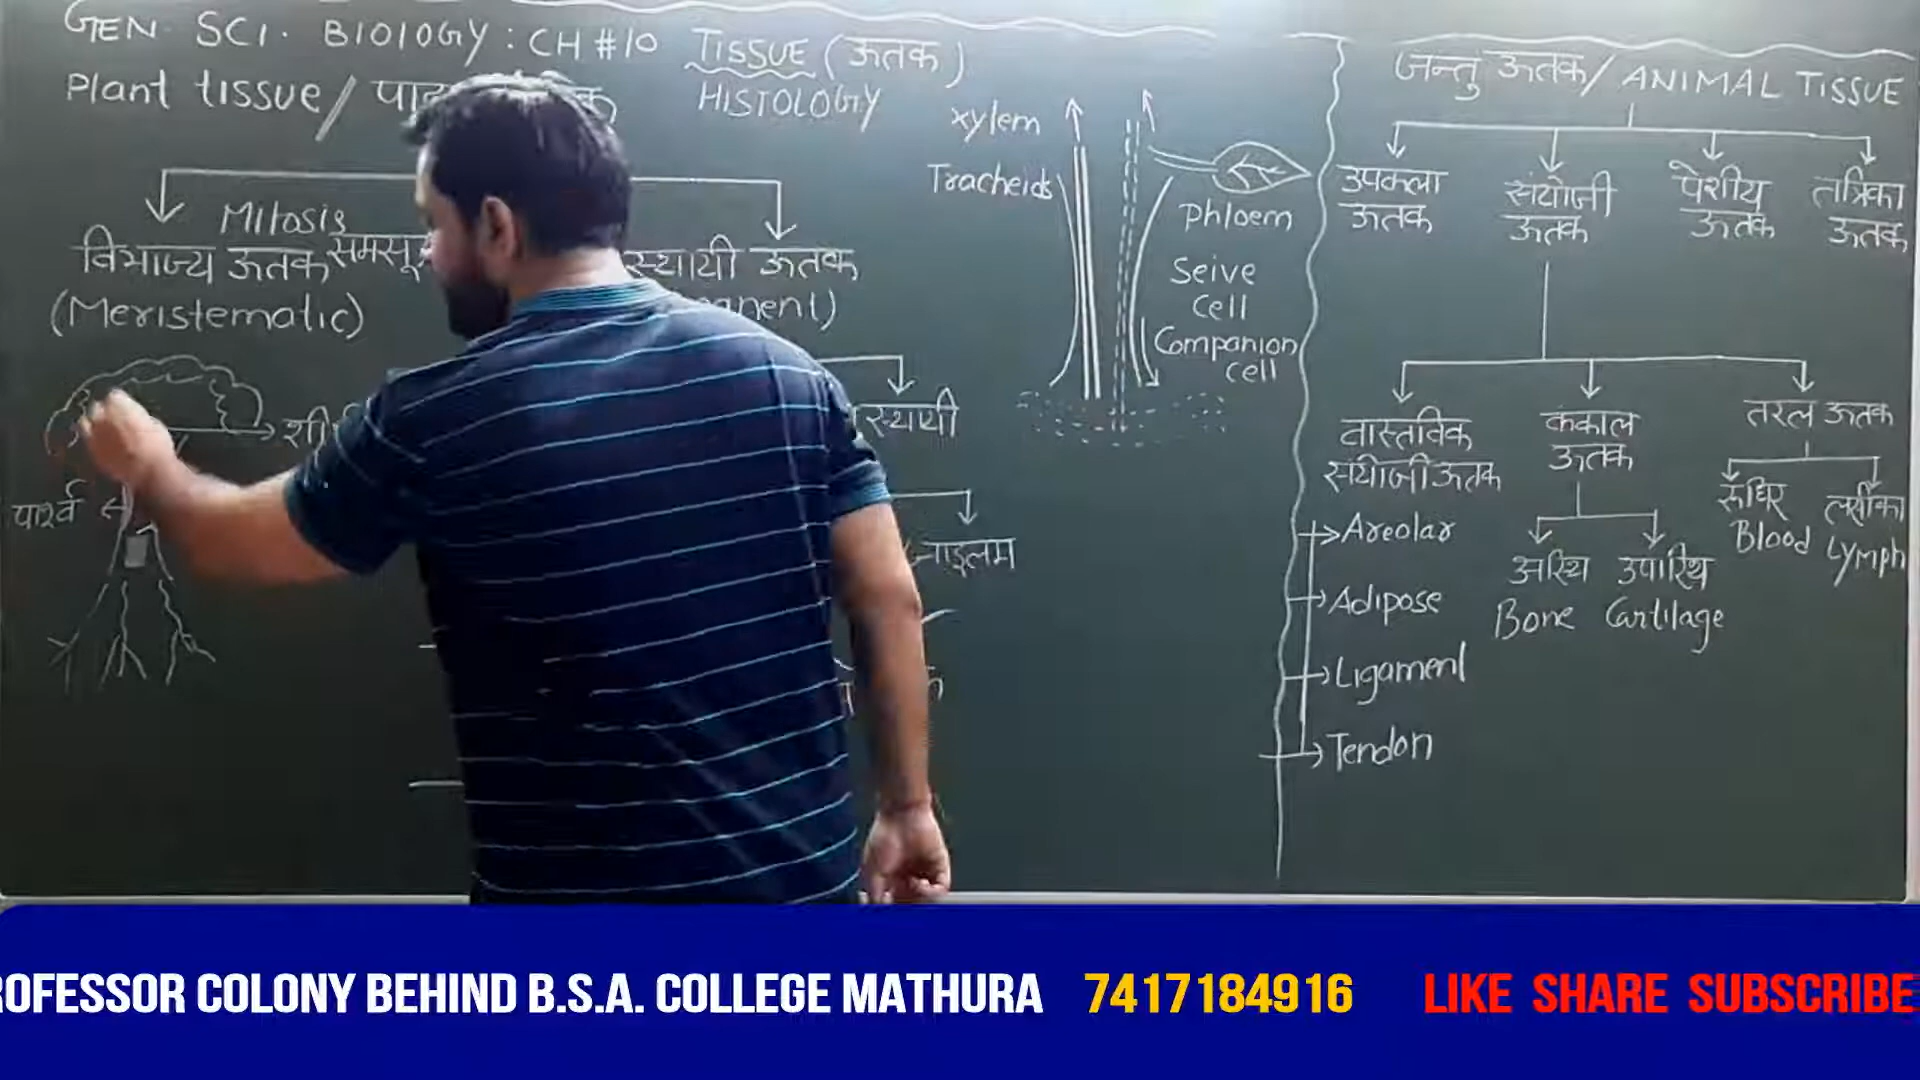 GEN. SCI. BIOLOGY : CH #10 TISSUE (ऊतक)
Plant tissue /
HISTOLOGY
Mitosis
विभाज्य ऊतक
स्थायी ऊतक
(Meristematic)
स्थायी
पार्श्व
xylem
Tracheids
Phloem
Seive
Cell
Companion
cell
जन्तु ऊतक / ANIMAL TISSUE
उपकला
ऊतक
संयोजी
ऊतक
पेशीय
ऊतक
तंत्रिका
ऊतक
वास्तविक
संयोजी ऊतक
Areolar
Adipose
Ligament
Tendon
कंकाल
ऊतक
अस्थि
Bone
उपास्थि
Cartilage
तरल ऊतक
रुधिर
Blood
लसीका
Lymph
ROFESSOR COLONY BEHIND B.S.A. COLLEGE MATHURA 7417184916 LIKE SHARE SUBSCRIBE